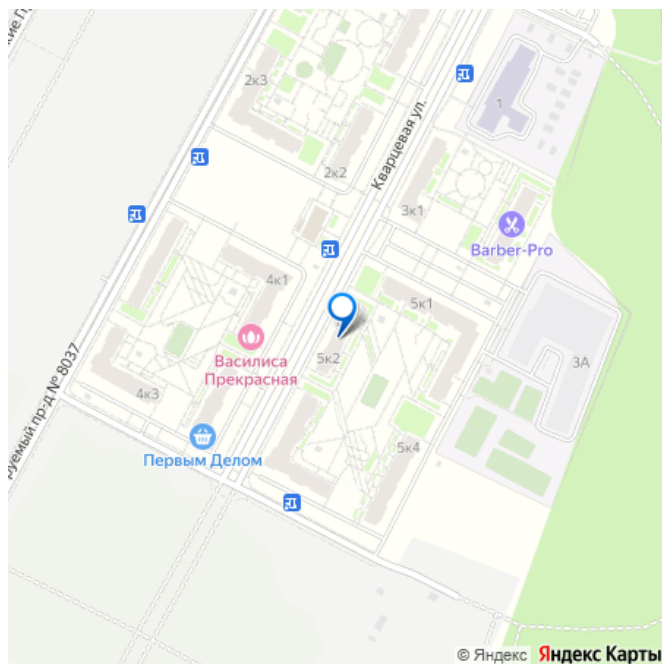 2к3
1
Кварцевая ул.
2к2
3к1
Barber-Pro
4к1
5к1
Василиса
Прекрасная
5к2
3А
4к3
руемый пр-д № 8037
Первым Делом
5к4
© Яндекс Яндекс Карты